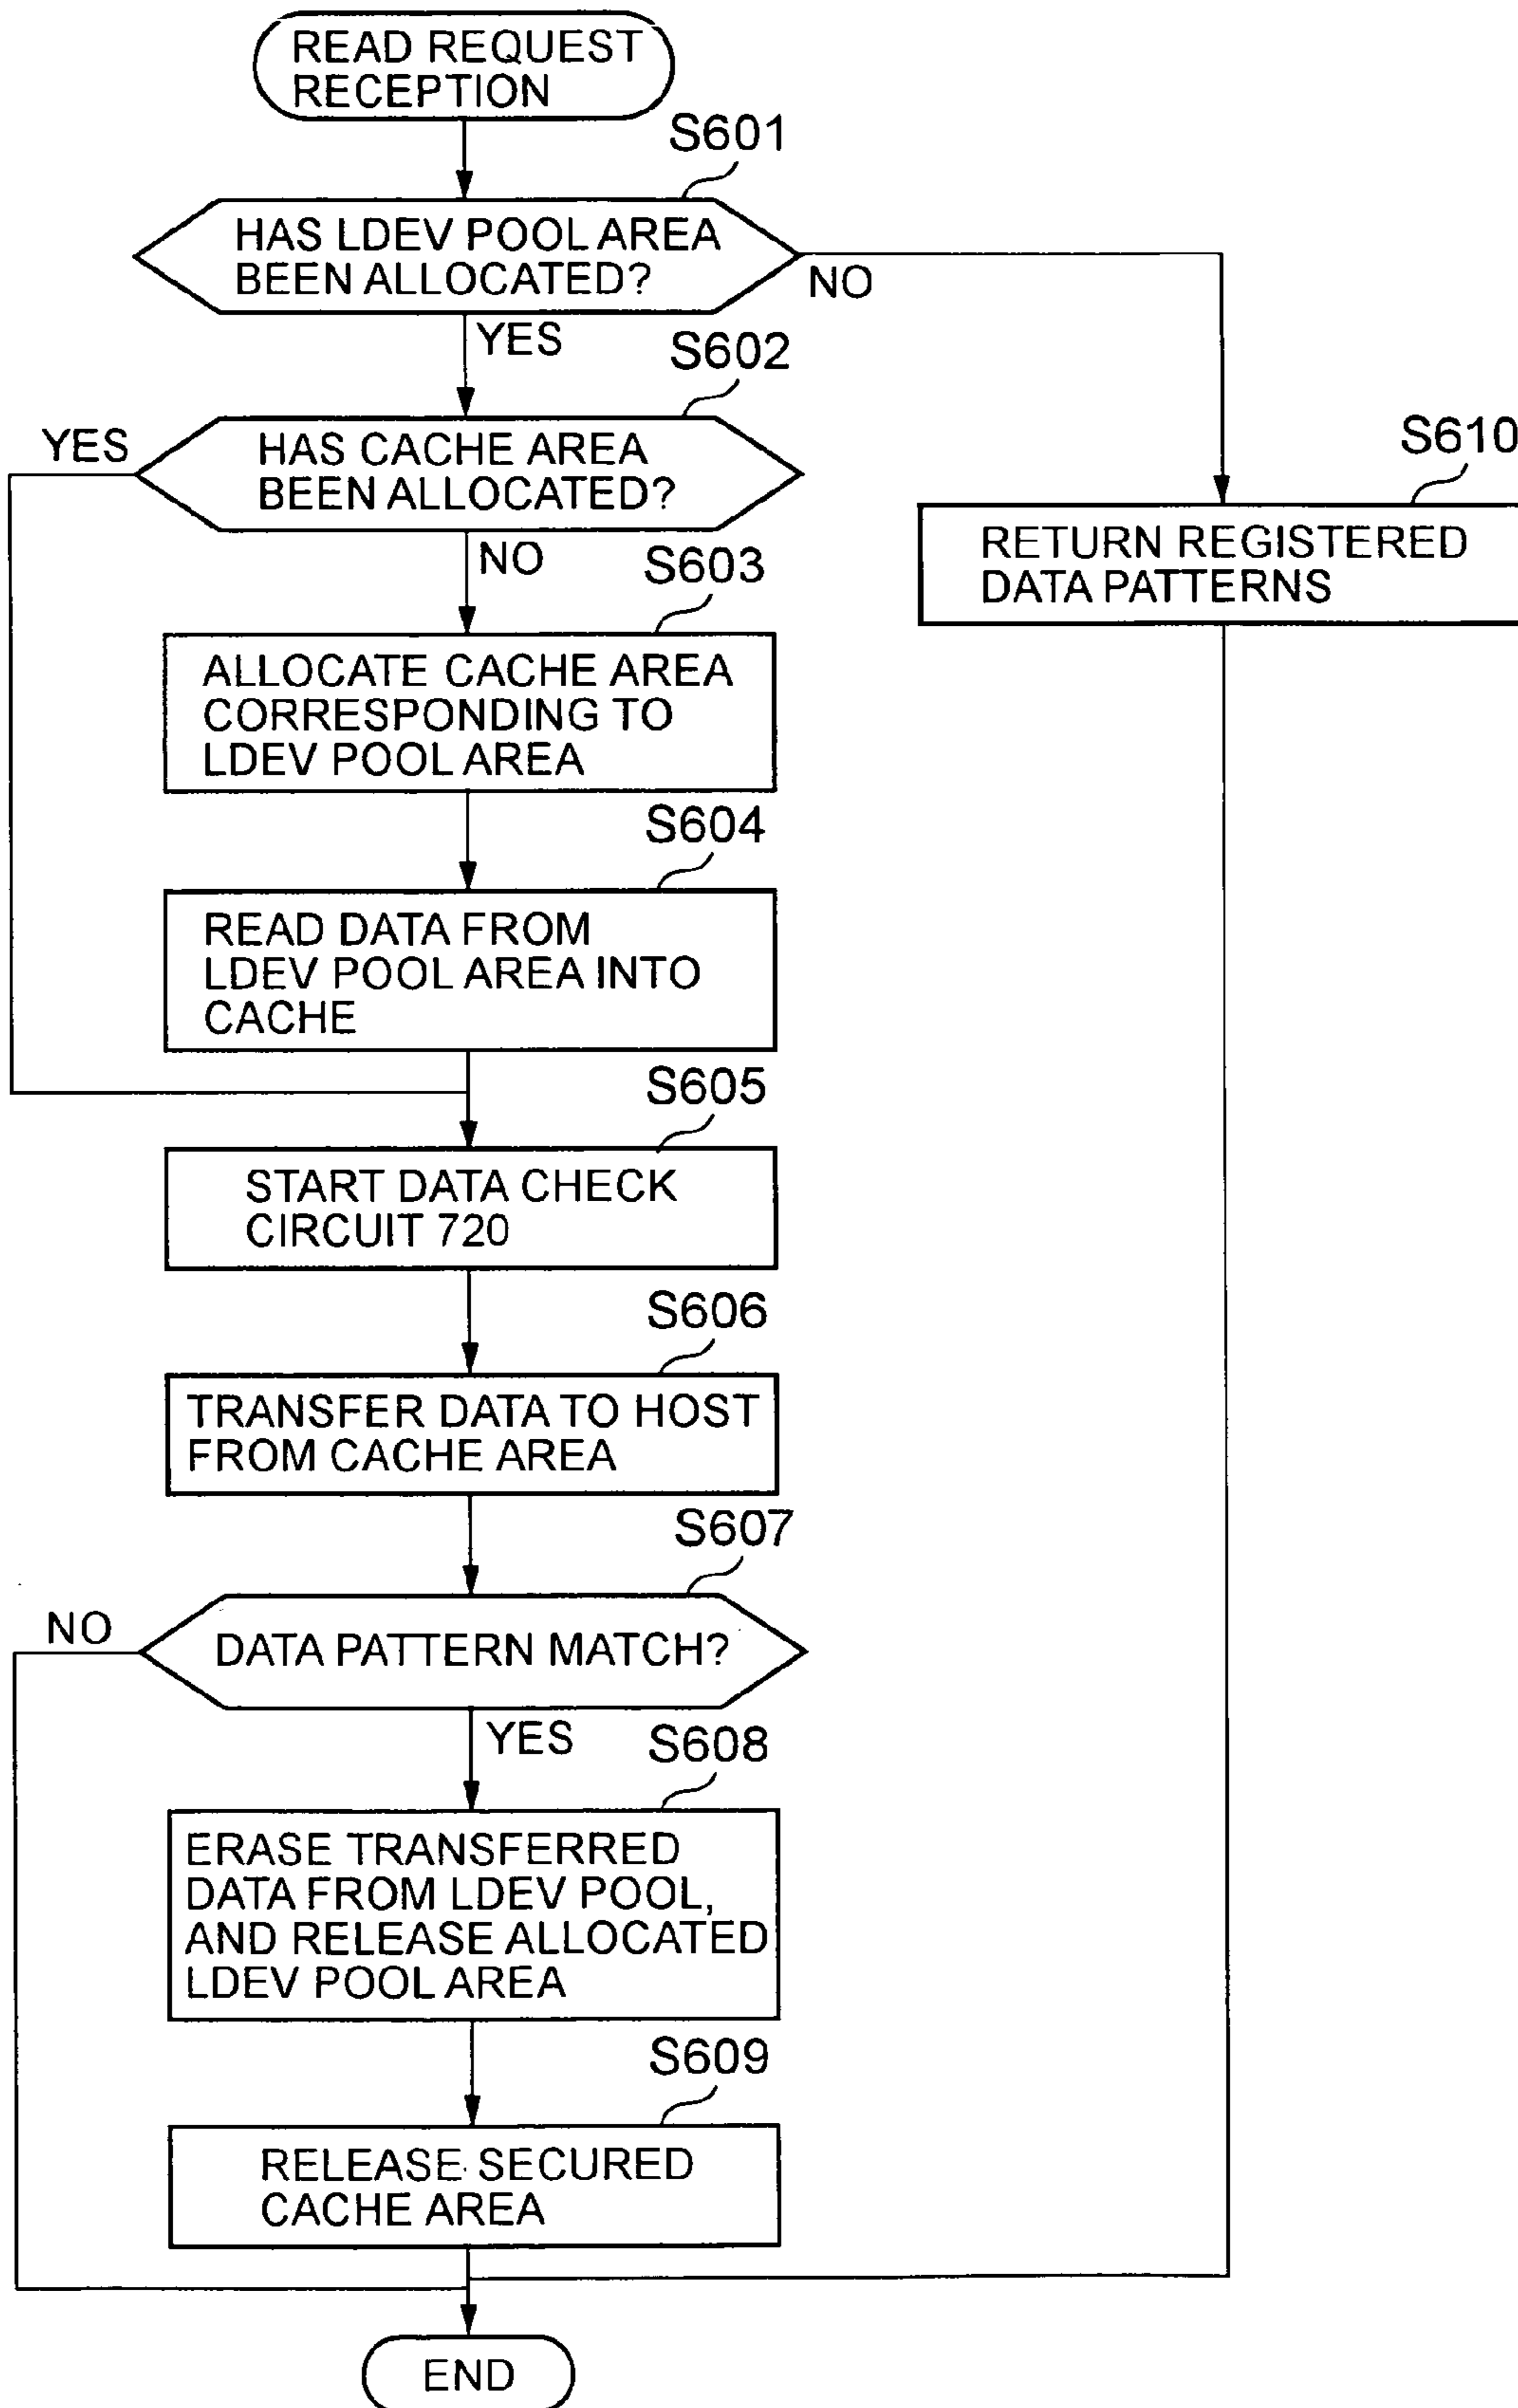 READ REQUEST
RECEPTION
S601
HAS LDEV POOL AREA
BEEN ALLOCATED?
NO
YES
S602
YES
HAS CACHE AREA
BEEN ALLOCATED?
S610
RETURN REGISTERED
DATA PATTERNS
NO
S603
ALLOCATE CACHE AREA
CORRESPONDING TO
LDEV POOL AREA
S604
READ DATA FROM
LDEV POOL AREA INTO
CACHE
S605
START DATA CHECK
CIRCUIT 720
S606
TRANSFER DATA TO HOST
FROM CACHE AREA
S607
NO
DATA PATTERN MATCH?
YES
S608
ERASE TRANSFERRED
DATA FROM LDEV POOL,
AND RELEASE ALLOCATED
LDEV POOL AREA
S609
RELEASE SECURED
CACHE AREA
END